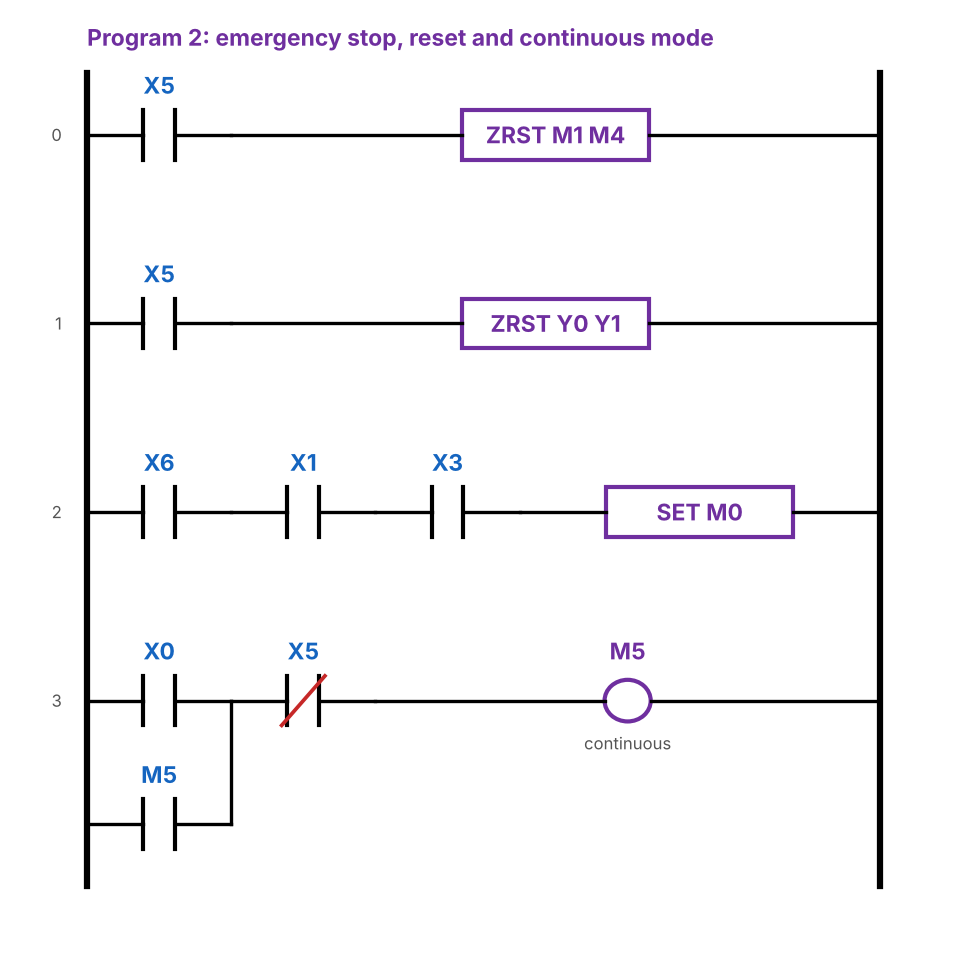 Program 2: emergency stop, reset and continuous mode
X5
0
ZRST M1 M4
X5
1
ZRST Y0 Y1
X6 X1 X3
2
SET M0
X0 X5 M5
3
continuous
M5